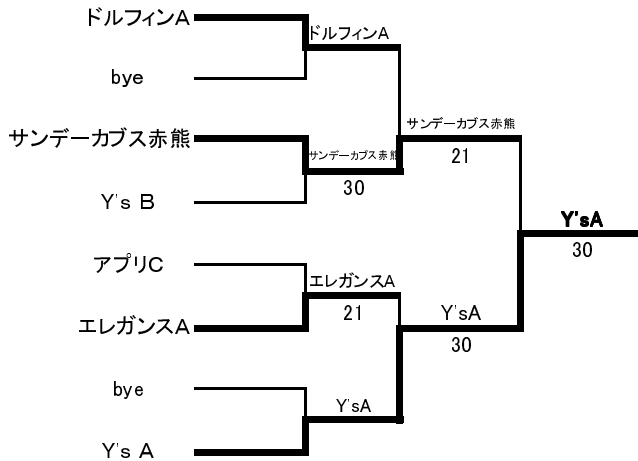 ドルフィンA
bye
サンデーカブス赤熊
Y's B
アプリC
エレガンスA
bye
Y's A
ドルフィンA
サンデーカブス赤熊
30
エレガンスA
21
Y'sA
サンデーカブス赤熊
21
Y'sA
30
Y'sA
30